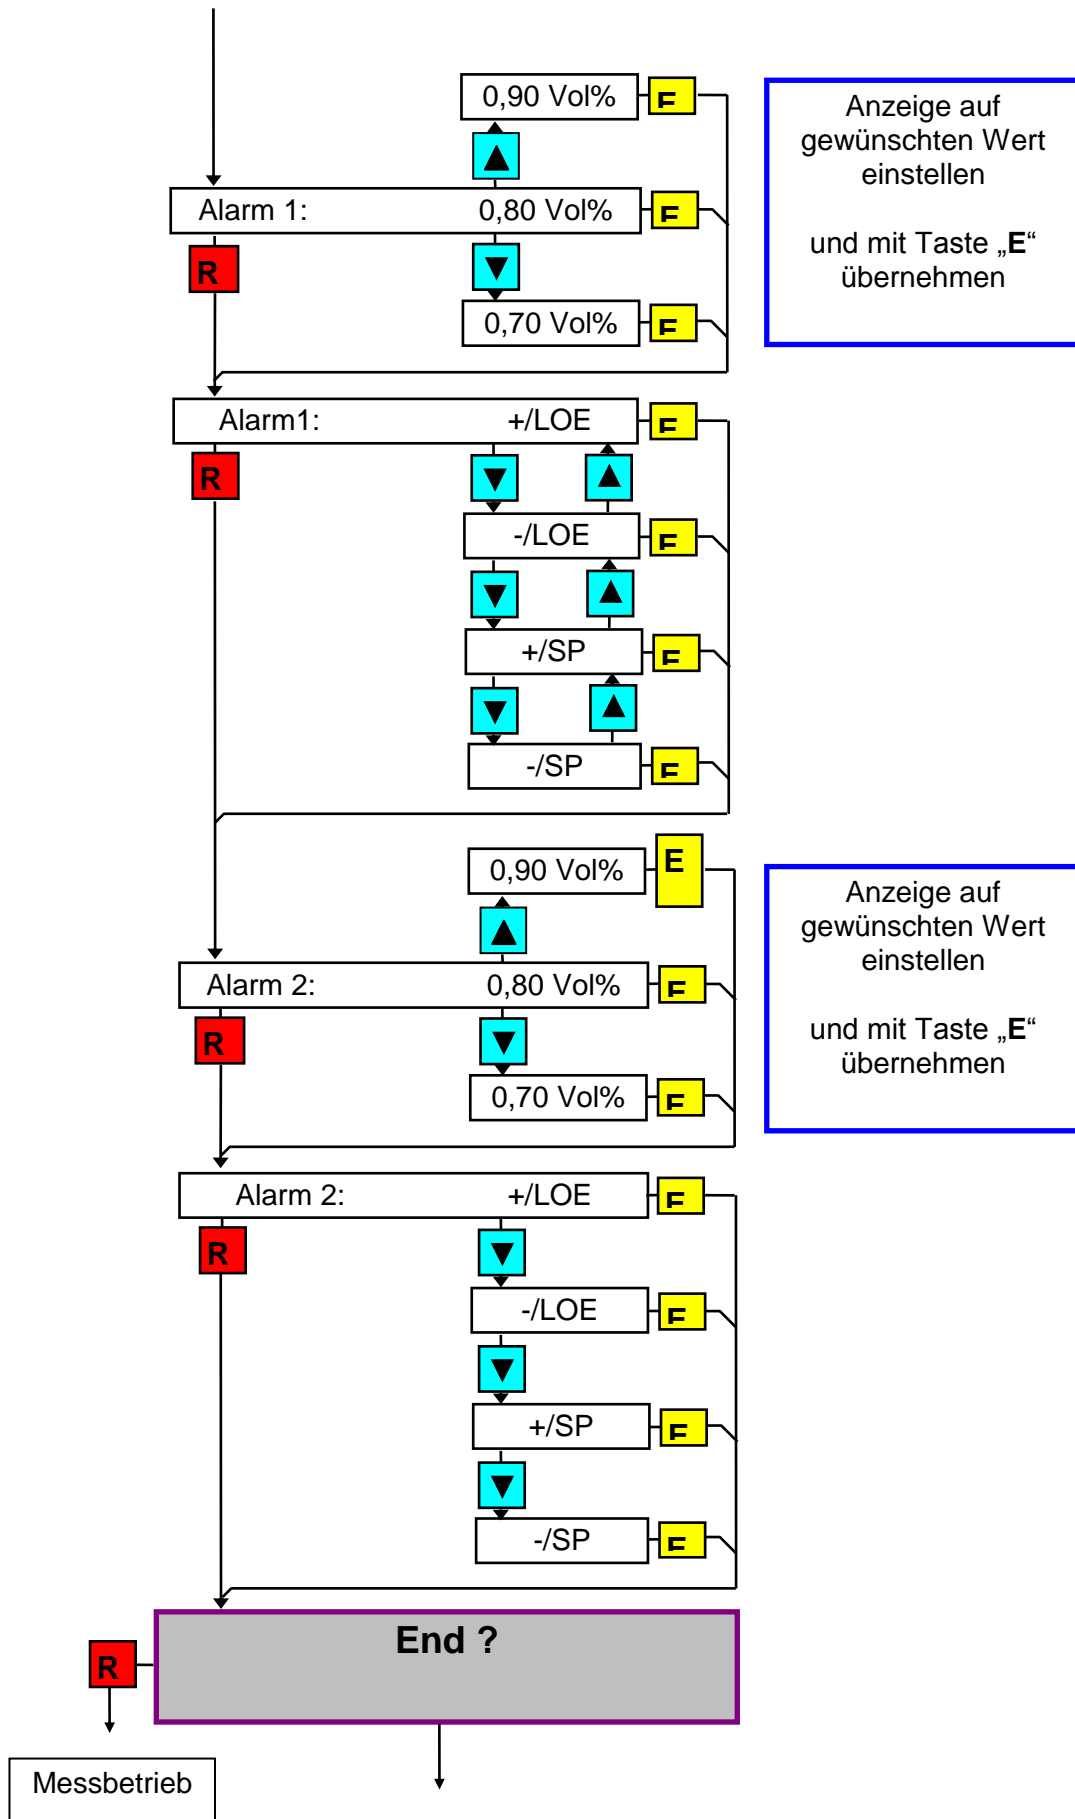 0,90 Vol% E
Anzeige auf
gewünschten Wert
einstellen
und mit Taste „E“
übernehmen
▲
Alarm 1: 0,80 Vol% E
R
▼
0,70 Vol% E
Alarm1: +/LOE E
R
▼ ▲
-/LOE E
▼ ▲
+/SP E
▼ ▲
-/SP E
0,90 Vol% E
Anzeige auf
gewünschten Wert
einstellen
und mit Taste „E“
übernehmen
▲
Alarm 2: 0,80 Vol% E
R
▼
0,70 Vol% E
Alarm 2: +/LOE E
R
▼
-/LOE E
▼
+/SP E
▼
-/SP E
End ?
R
Messbetrieb